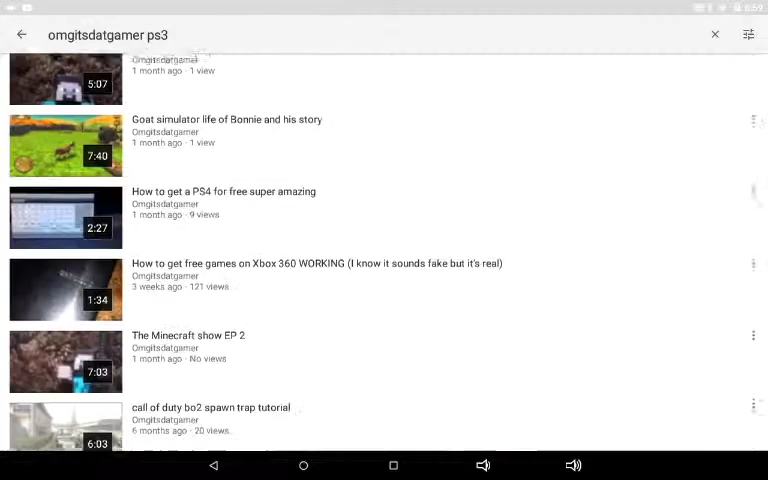 6:59
omgitsdatgamer ps3
Omgitsdatgamer
1 month ago · 1 view
5:07
Goat simulator life of Bonnie and his story
Omgitsdatgamer
1 month ago · 1 view
7:40
How to get a PS4 for free super amazing
Omgitsdatgamer
1 month ago · 9 views
2:27
How to get free games on Xbox 360 WORKING (I know it sounds fake but it's real)
Omgitsdatgamer
3 weeks ago · 121 views
1:34
The Minecraft show EP 2
Omgitsdatgamer
1 month ago · No views
7:03
call of duty bo2 spawn trap tutorial
Omgitsdatgamer
6 months ago · 20 views
6:03